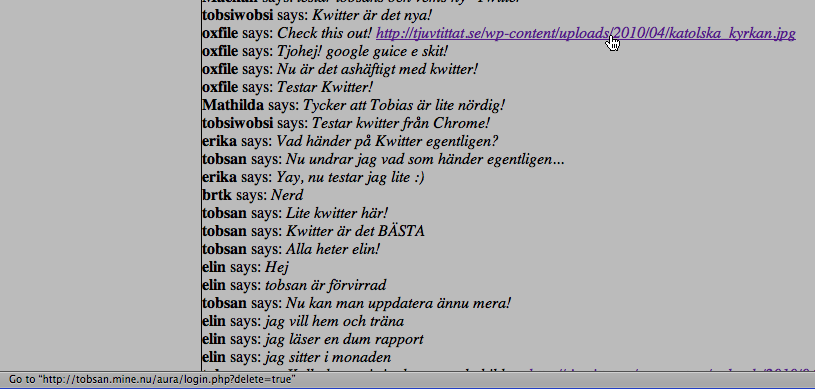 tobsiwobsi says: Kwitter är det nya!
oxfile says: Check this out! http://tjuvtittat.se/wp-content/uploads/2010/04/katolska_kyrkan.jpg
oxfile says: Tjohej! google guice e skit!
oxfile says: Nu är det ashäftigt med kwitter!
oxfile says: Testar Kwitter!
Mathilda says: Tycker att Tobias är lite nördig!
tobsiwobsi says: Testar kwitter från Chrome!
erika says: Vad händer på Kwitter egentligen?
tobsan says: Nu undrar jag vad som händer egentligen...
erika says: Yay, nu testar jag lite :)
brtk says: Nerd
tobsan says: Lite kwitter här!
tobsan says: Kwitter är det BÄSTA
tobsan says: Alla heter elin!
elin says: Hej
elin says: tobsan är förvirrad
tobsan says: Nu kan man uppdatera ännu mera!
elin says: jag vill hem och träna
elin says: jag läser en dum rapport
elin says: jag sitter i monaden
Go to "http://tobsan.mine.nu/aura/login.php?delete=true"